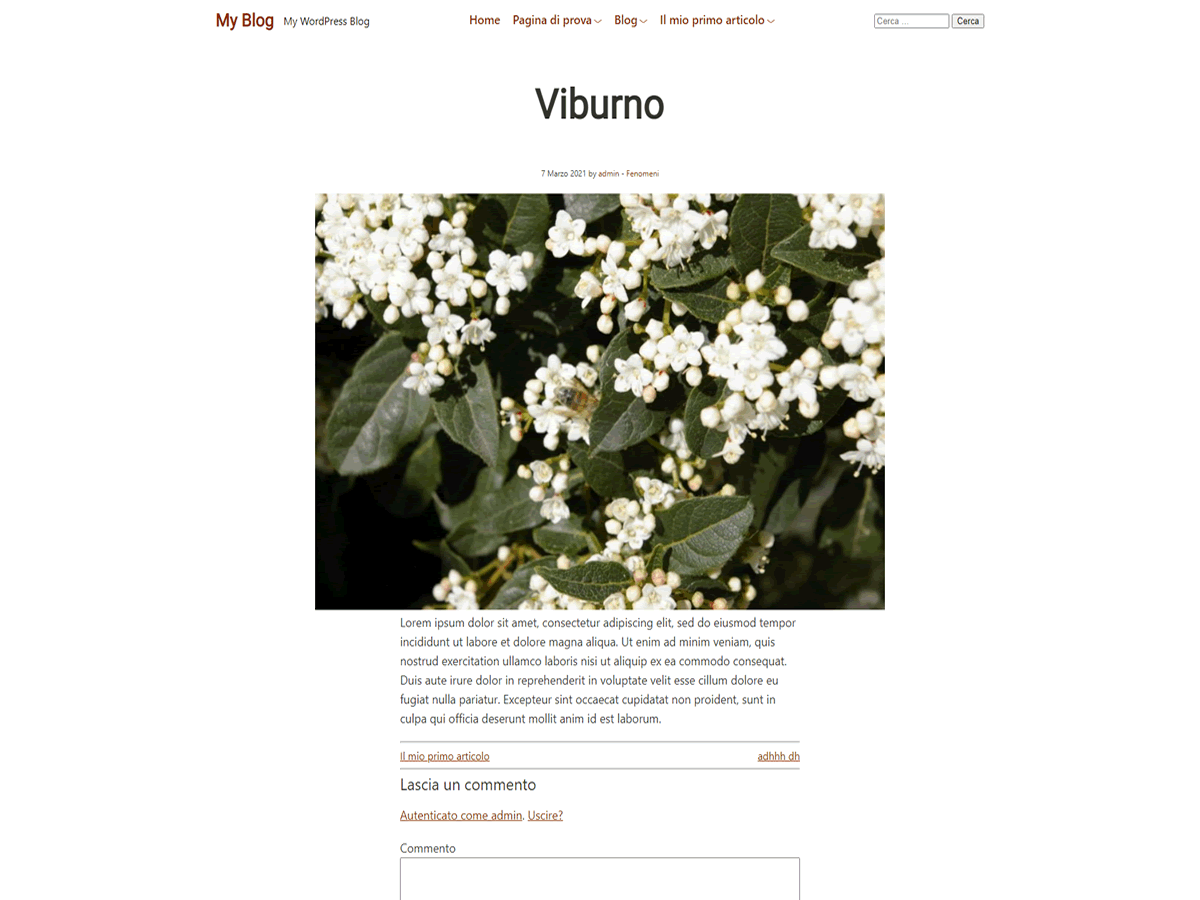 My Blog My WordPress Blog Home Pagina di prova Blog Il mio primo articolo Cerca ... Cerca
Viburno
7 Marzo 2021 by admin - Fenomeni
Lorem ipsum dolor sit amet, consectetur adipiscing elit, sed do eiusmod tempor
incididunt ut labore et dolore magna aliqua. Ut enim ad minim veniam, quis
nostrud exercitation ullamco laboris nisi ut aliquip ex ea commodo consequat.
Duis aute irure dolor in reprehenderit in voluptate velit esse cillum dolore eu
fugiat nulla pariatur. Excepteur sint occaecat cupidatat non proident, sunt in
culpa qui officia deserunt mollit anim id est laborum.
Il mio primo articolo adhhh dh
Lascia un commento
Autenticato come admin. Uscire?
Commento